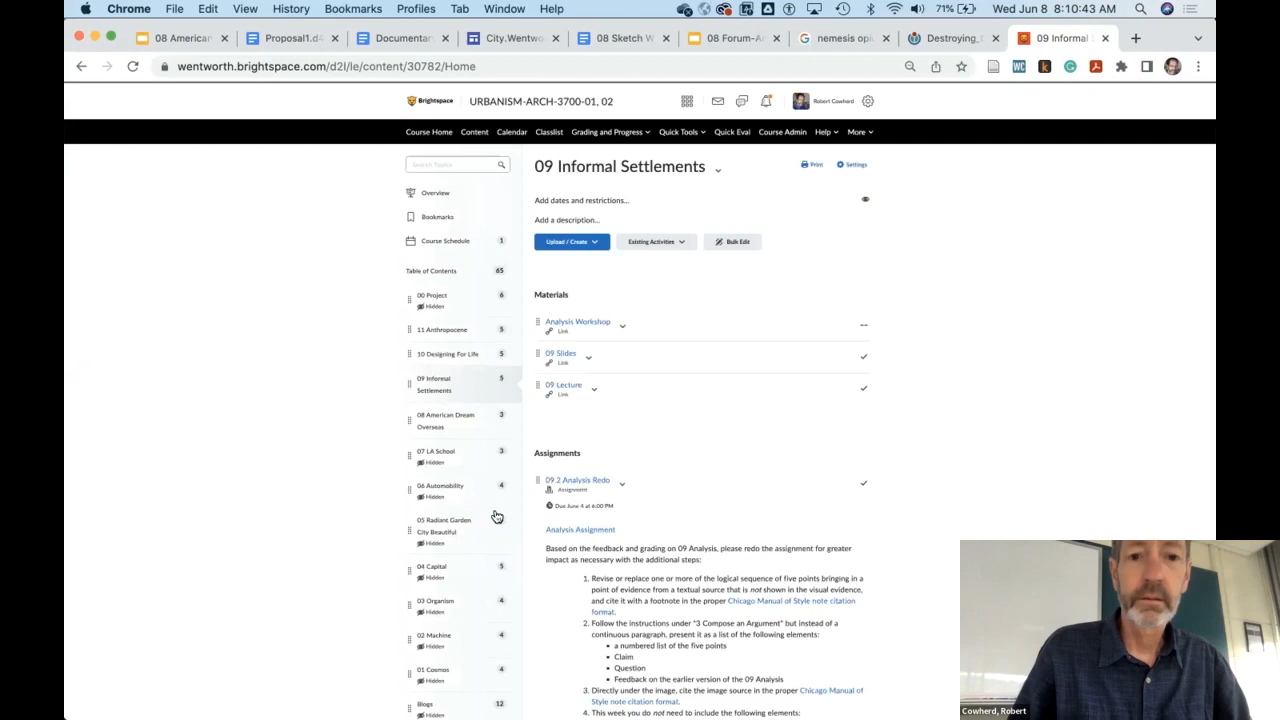 Chrome File Edit View History Bookmarks Profiles Tab Window Help 71% Wed Jun 8 8:10:43 AM
08 American Proposal1.d Documentar City.Wentwo 08 Sketch W 08 Forum-A nemesis opi Destroying_ 09 Informal
wentworth.brightspace.com/d2l/le/content/30782/Home
Brightspace URBANISM-ARCH-3700-01, 02 Robert Cowherd
Course Home Content Calendar Classlist Grading and Progress Quick Tools Quick Eval Course Admin Help More
Search Topics
Overview
Bookmarks
Course Schedule 1
Table of Contents 65
00 Project 6
Hidden
11 Anthropocene 5
10 Designing For Life 5
09 Informal 5
Settlements
08 American Dream 3
Overseas
07 LA School 3
Hidden
06 Automobility 4
Hidden
05 Radiant Garden
City Beautiful
Hidden
04 Capital 5
Hidden
03 Organism 4
Hidden
02 Machine 4
Hidden
01 Cosmos 4
Hidden
Blogs 12
Hidden
09 Informal Settlements Print Settings
Add dates and restrictions...
Add a description...
Upload / Create Existing Activities Bulk Edit
Materials
Analysis Workshop
Link
09 Slides
Link
09 Lecture
Link
Assignments
09.2 Analysis Redo
Assignment
Due June 4 at 6:00 PM
Analysis Assignment
Based on the feedback and grading on 09 Analysis, please redo the assignment for greater
impact as necessary with the additional steps:
1. Revise or replace one or more of the logical sequence of five points bringing in a
point of evidence from a textual source that is not shown in the visual evidence,
and cite it with a footnote in the proper Chicago Manual of Style note citation
format.
2. Follow the instructions under "3 Compose an Argument" but instead of a
continuous paragraph, present it as a list of the following elements:
• a numbered list of the five points
• Claim
• Question
• Feedback on the earlier version of the 09 Analysis
3. Directly under the image, cite the image source in the proper Chicago Manual of
Style note citation format.
4. This week you do not need to include the following elements:
Cowherd, Robert